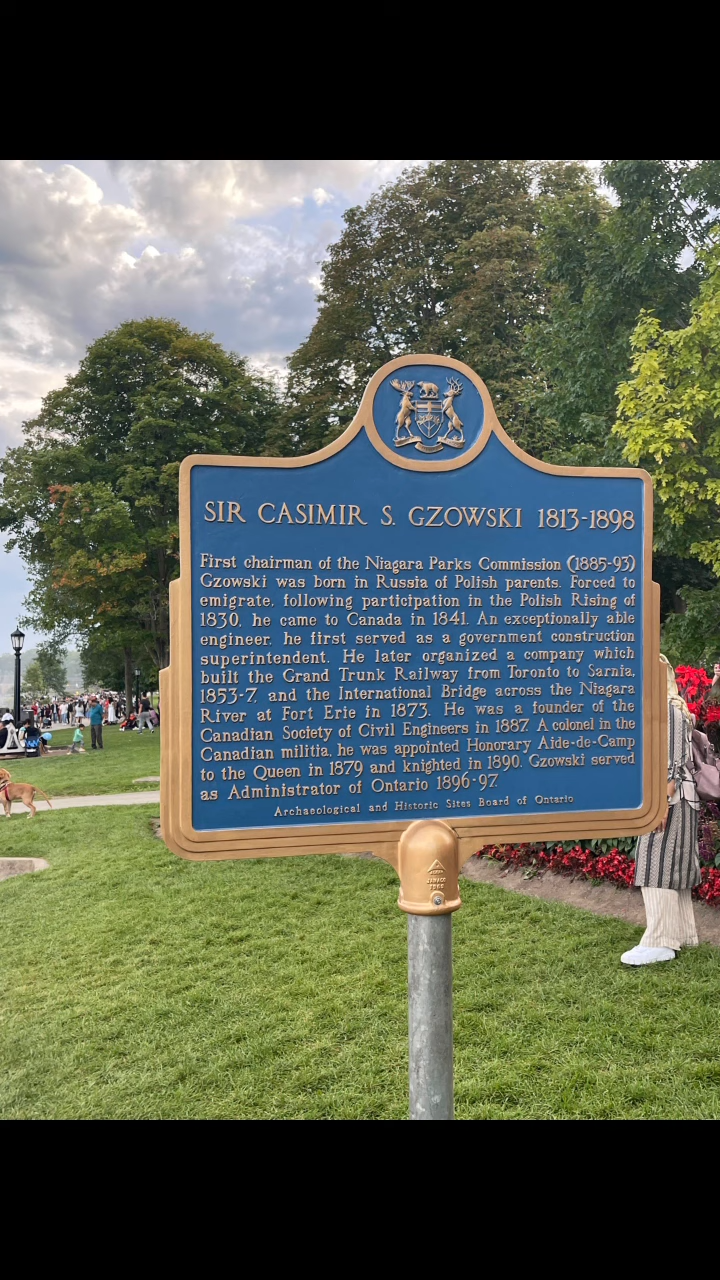 SIR CASIMIR S. GZOWSKI 1813-1898
First chairman of the Niagara Parks Commission (1885-93)
Gzowski was born in Russia of Polish parents. Forced to
emigrate, following participation in the Polish Rising of
1830, he came to Canada in 1841. An exceptionally able
engineer, he first served as a government construction
superintendent. He later organized a company which
built the Grand Trunk Railway from Toronto to Sarnia,
1853-7, and the International Bridge across the Niagara
River at Fort Erie in 1873. He was a founder of the
Canadian Society of Civil Engineers in 1887. A colonel in the
Canadian militia, he was appointed Honorary Aide-de-Camp
to the Queen in 1879 and knighted in 1890. Gzowski served
as Administrator of Ontario 1896-97.
Archaeological and Historic Sites Board of Ontario